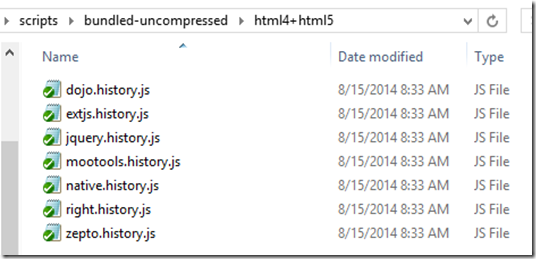 scripts bundled-uncompressed html4+html5
Name Date modified Type
dojo.history.js 8/15/2014 8:33 AM JS File
extjs.history.js 8/15/2014 8:33 AM JS File
jquery.history.js 8/15/2014 8:33 AM JS File
mootools.history.js 8/15/2014 8:33 AM JS File
native.history.js 8/15/2014 8:33 AM JS File
right.history.js 8/15/2014 8:33 AM JS File
zepto.history.js 8/15/2014 8:33 AM JS File